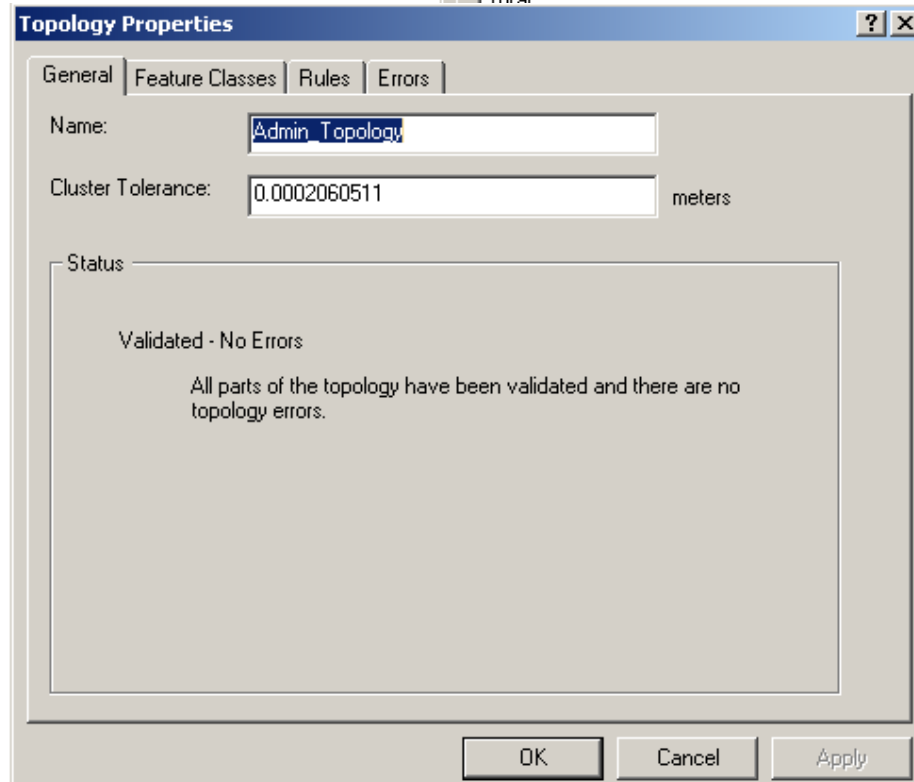 Topology Properties
General Feature Classes Rules Errors
Name: Admin_Topology
Cluster Tolerance: 0.0002060511 meters
Status
Validated - No Errors
All parts of the topology have been validated and there are no
topology errors.
OK Cancel Apply